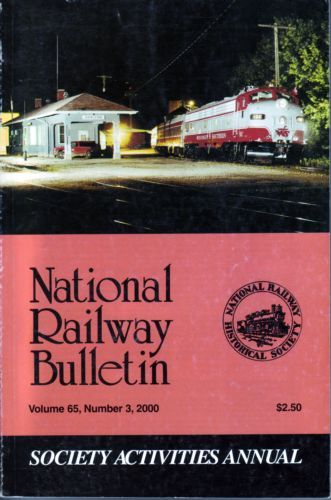 National
Railway
Bulletin
NATIONAL RAILWAY
HISTORICAL SOCIETY
Volume 65, Number 3, 2000
$2.50
SOCIETY ACTIVITIES ANNUAL